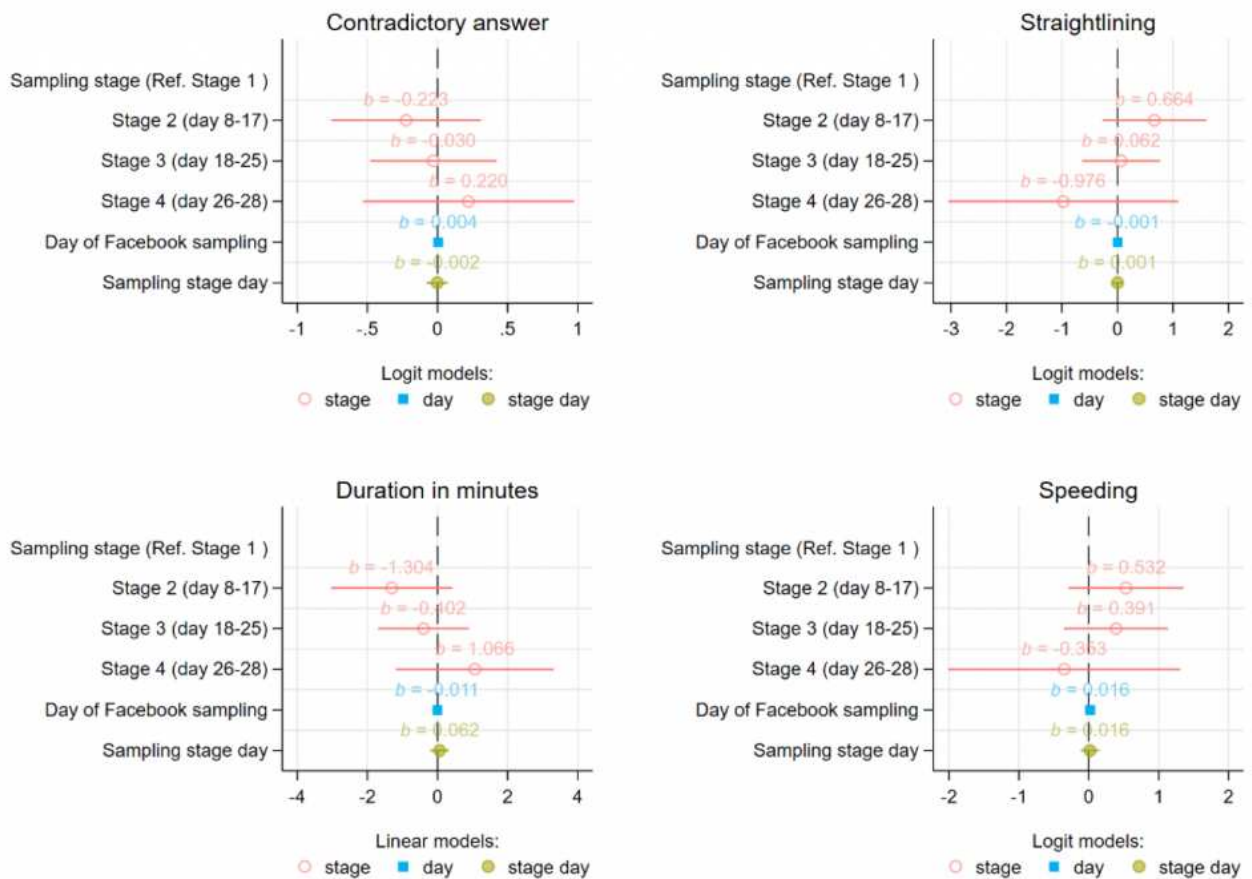 Contradictory answer
Sampling stage (Ref. Stage 1 )
b = -0.223
Stage 2 (day 8-17)
b = -0.030
Stage 3 (day 18-25)
b = 0.220
Stage 4 (day 26-28)
b = 0.004
Day of Facebook sampling
b = -0.002
Sampling stage day
-1 -.5 0 .5 1
Logit models:
stage day stage day
Straightlining
Sampling stage (Ref. Stage 1 )
b = 0.664
Stage 2 (day 8-17)
b = 0.062
Stage 3 (day 18-25)
b = -0.976
Stage 4 (day 26-28)
b = -0.001
Day of Facebook sampling
b = 0.001
Sampling stage day
-3 -2 -1 0 1 2
Logit models:
stage day stage day
Duration in minutes
Sampling stage (Ref. Stage 1 )
b = -1.304
Stage 2 (day 8-17)
b = -0.402
Stage 3 (day 18-25)
b = 1.066
Stage 4 (day 26-28)
b = -0.011
Day of Facebook sampling
b = 0.062
Sampling stage day
-4 -2 0 2 4
Linear models:
stage day stage day
Speeding
Sampling stage (Ref. Stage 1 )
b = 0.532
Stage 2 (day 8-17)
b = 0.391
Stage 3 (day 18-25)
b = -0.353
Stage 4 (day 26-28)
b = 0.016
Day of Facebook sampling
b = 0.016
Sampling stage day
-2 -1 0 1 2
Logit models:
stage day stage day